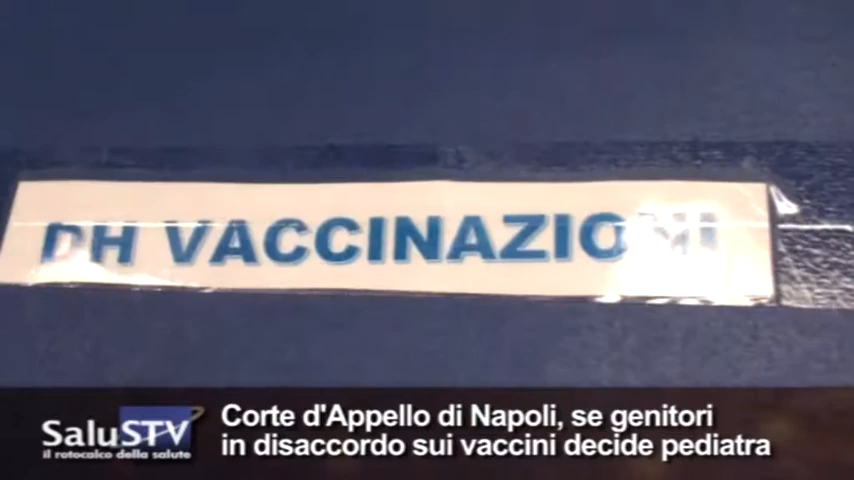 DH VACCINAZIONI
Corte d'Appello di Napoli, se genitori
in disaccordo sui vaccini decide pediatra
SaluSTV
il rotocalco della salute